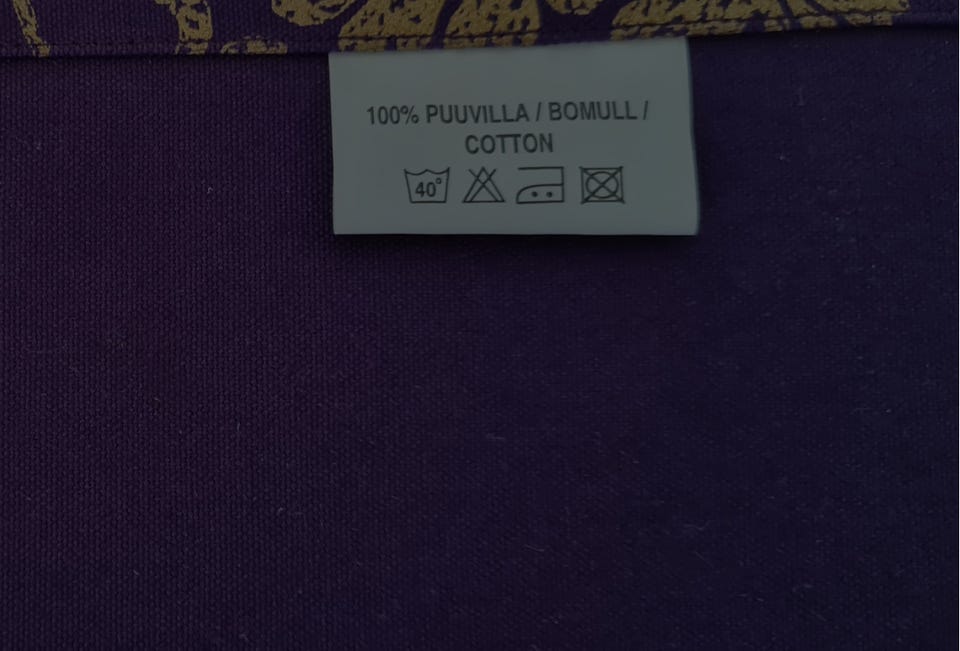 100% PUUVILLA / BOMULL /
COTTON
40°